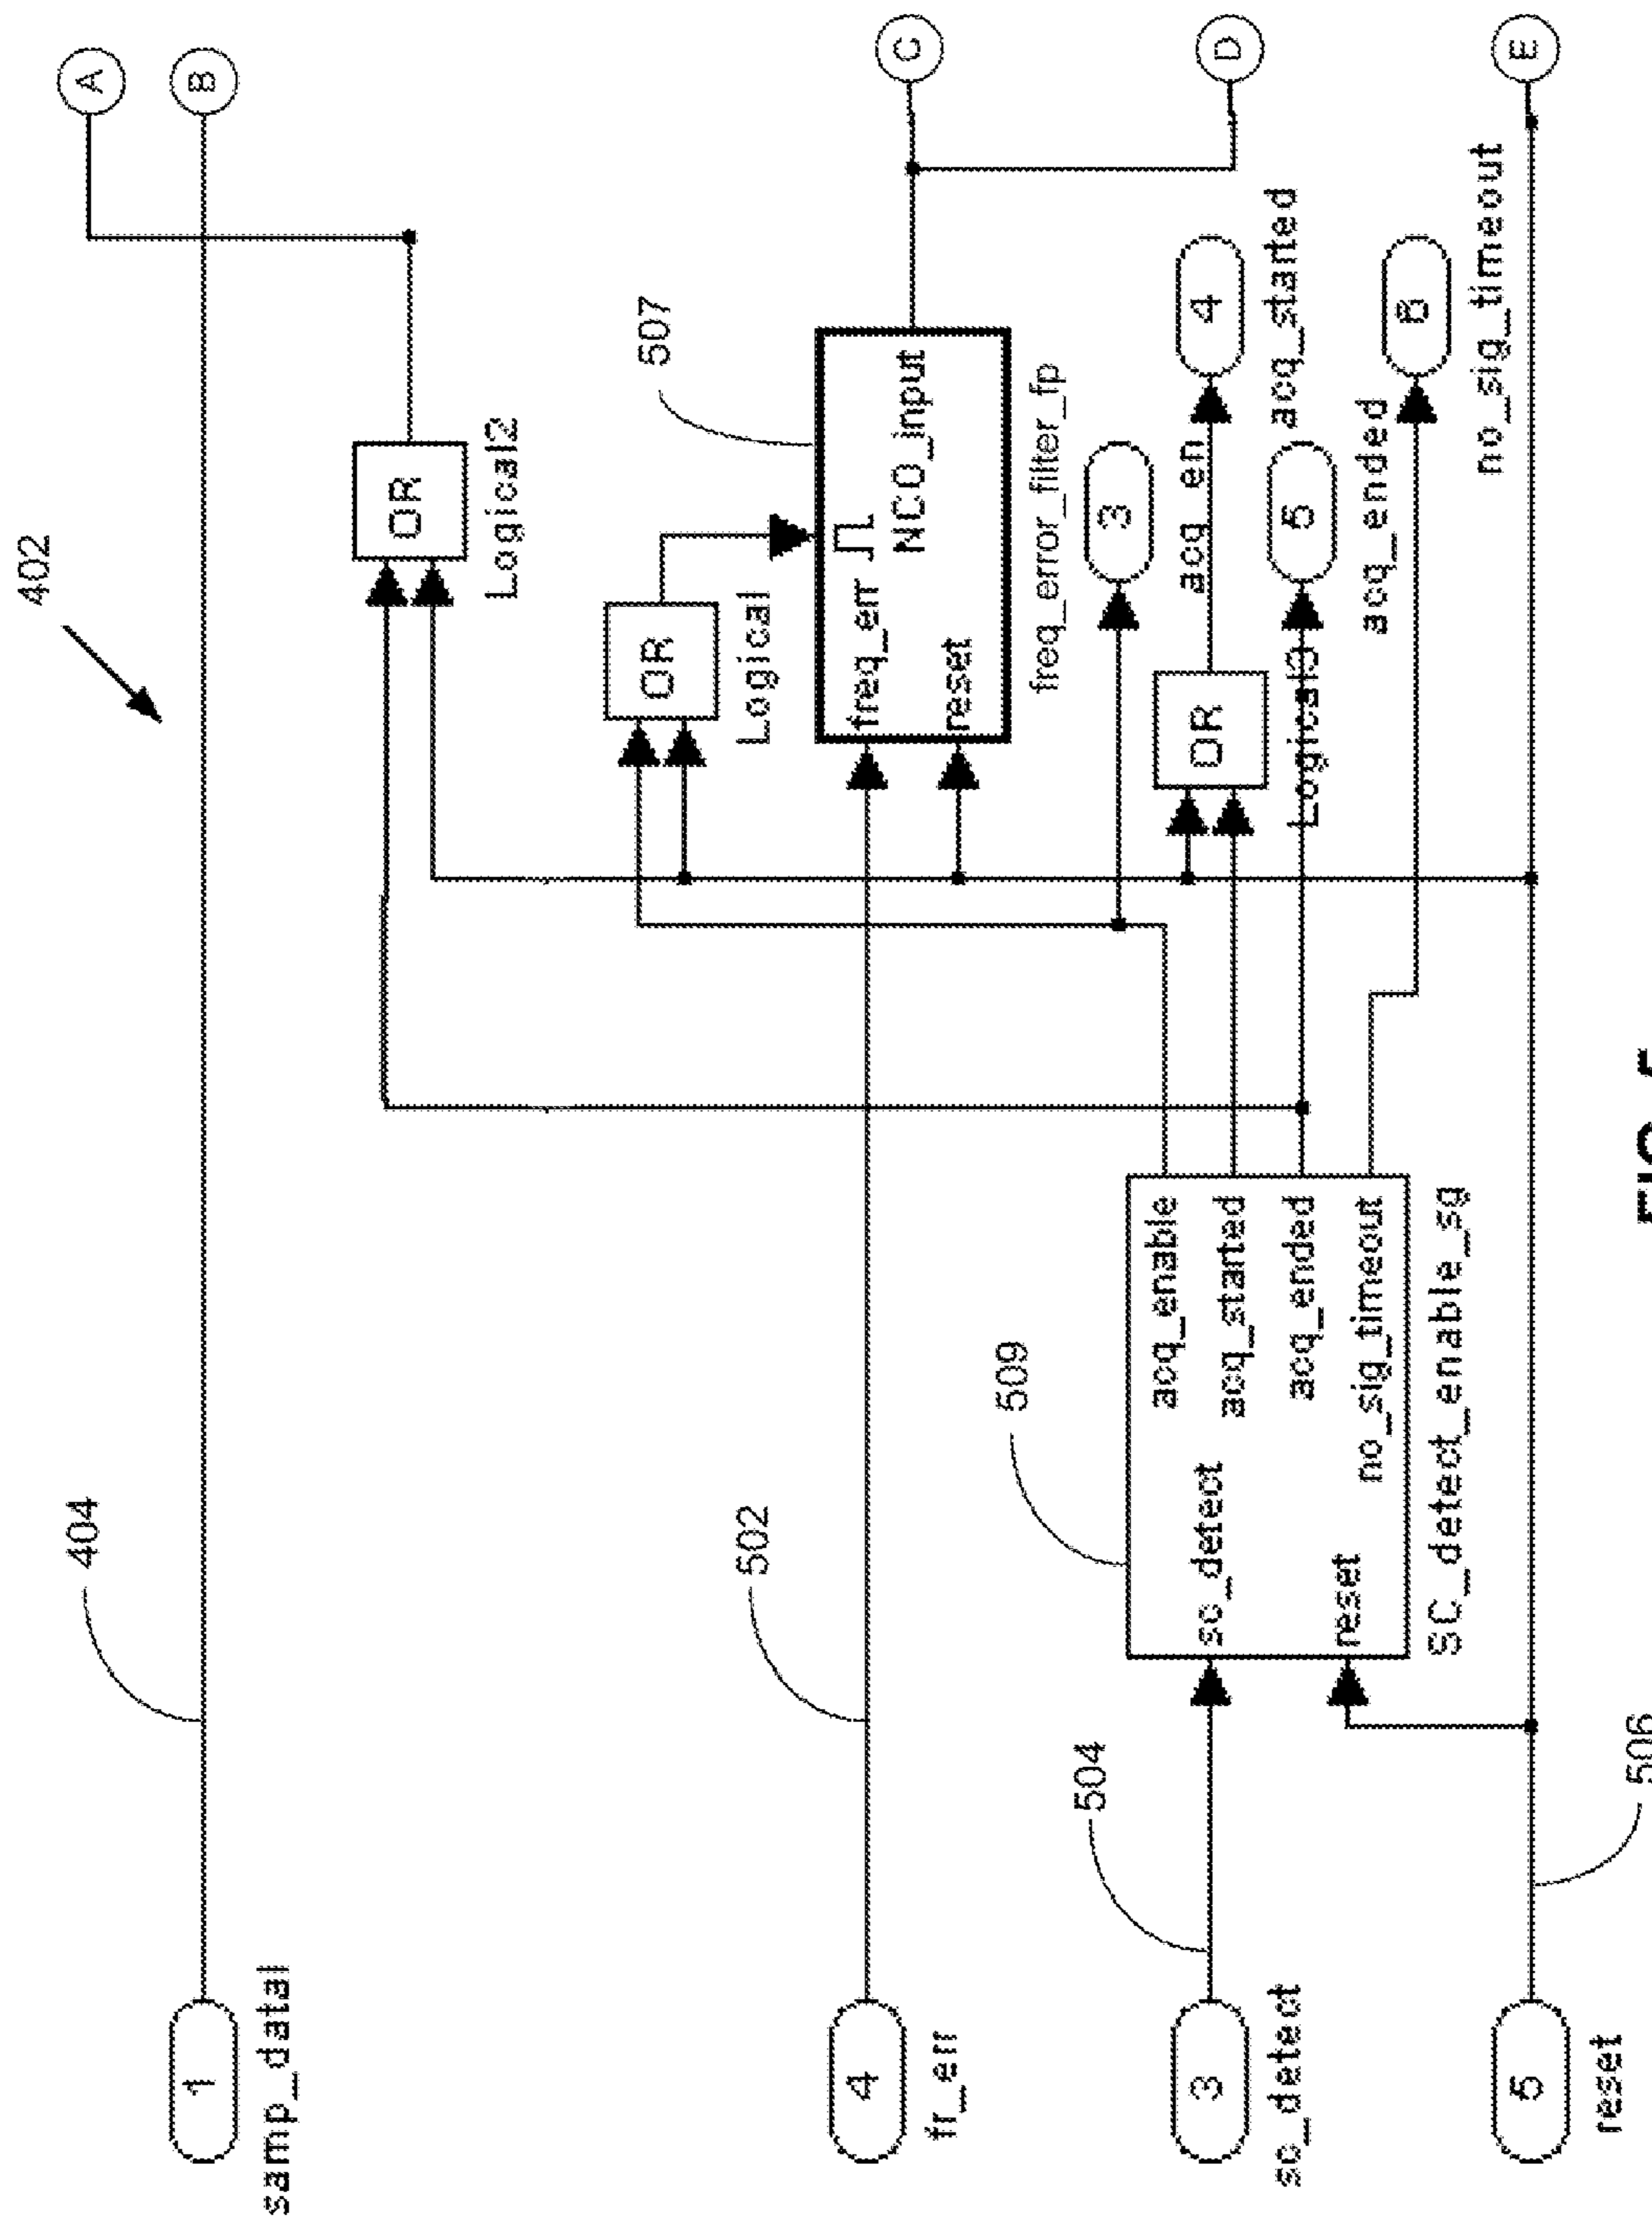 402
A
404
B
1
samp_dataI
OR
Logical2
507
OR
Logical
502
4
fr_err
freq_err
NCO_input
reset
freq_error_filter_fp
C
509
504
3
sc_detect
sc_detect
reset
acq_enable
acq_started
acq_ended
no_sig_timeout
SC_detect_enable_sg
3
acq_en
OR
Logical3
4
acq_started
5
acq_ended
6
no_sig_timeout
D
5
reset
506
E